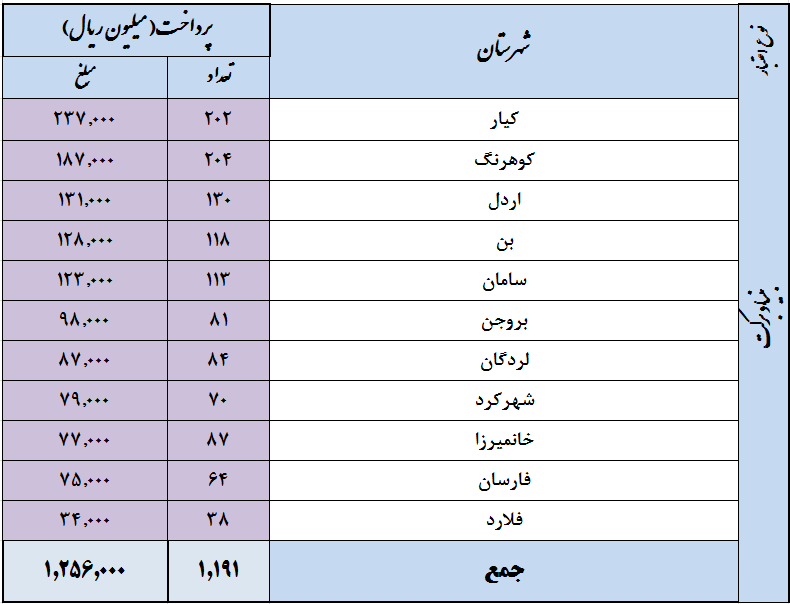 نوع اعتبار
شهرستان
پرداخت(میلیون ریال)
تعداد
مبلغ
بنیاد برکت
کیار ۲۰۲ ۲۳۷,۰۰۰
کوهرنگ ۲۰۴ ۱۸۷,۰۰۰
اردل ۱۳۰ ۱۳۱,۰۰۰
بن ۱۱۸ ۱۲۸,۰۰۰
سامان ۱۱۳ ۱۲۳,۰۰۰
بروجن ۸۱ ۹۸,۰۰۰
لردگان ۸۴ ۸۷,۰۰۰
شهرکرد ۷۰ ۷۹,۰۰۰
خانمیرزا ۸۷ ۷۷,۰۰۰
فارسان ۶۴ ۷۵,۰۰۰
فلارد ۳۸ ۳۴,۰۰۰
جمع ۱,۱۹۱ ۱,۲۵۶,۰۰۰